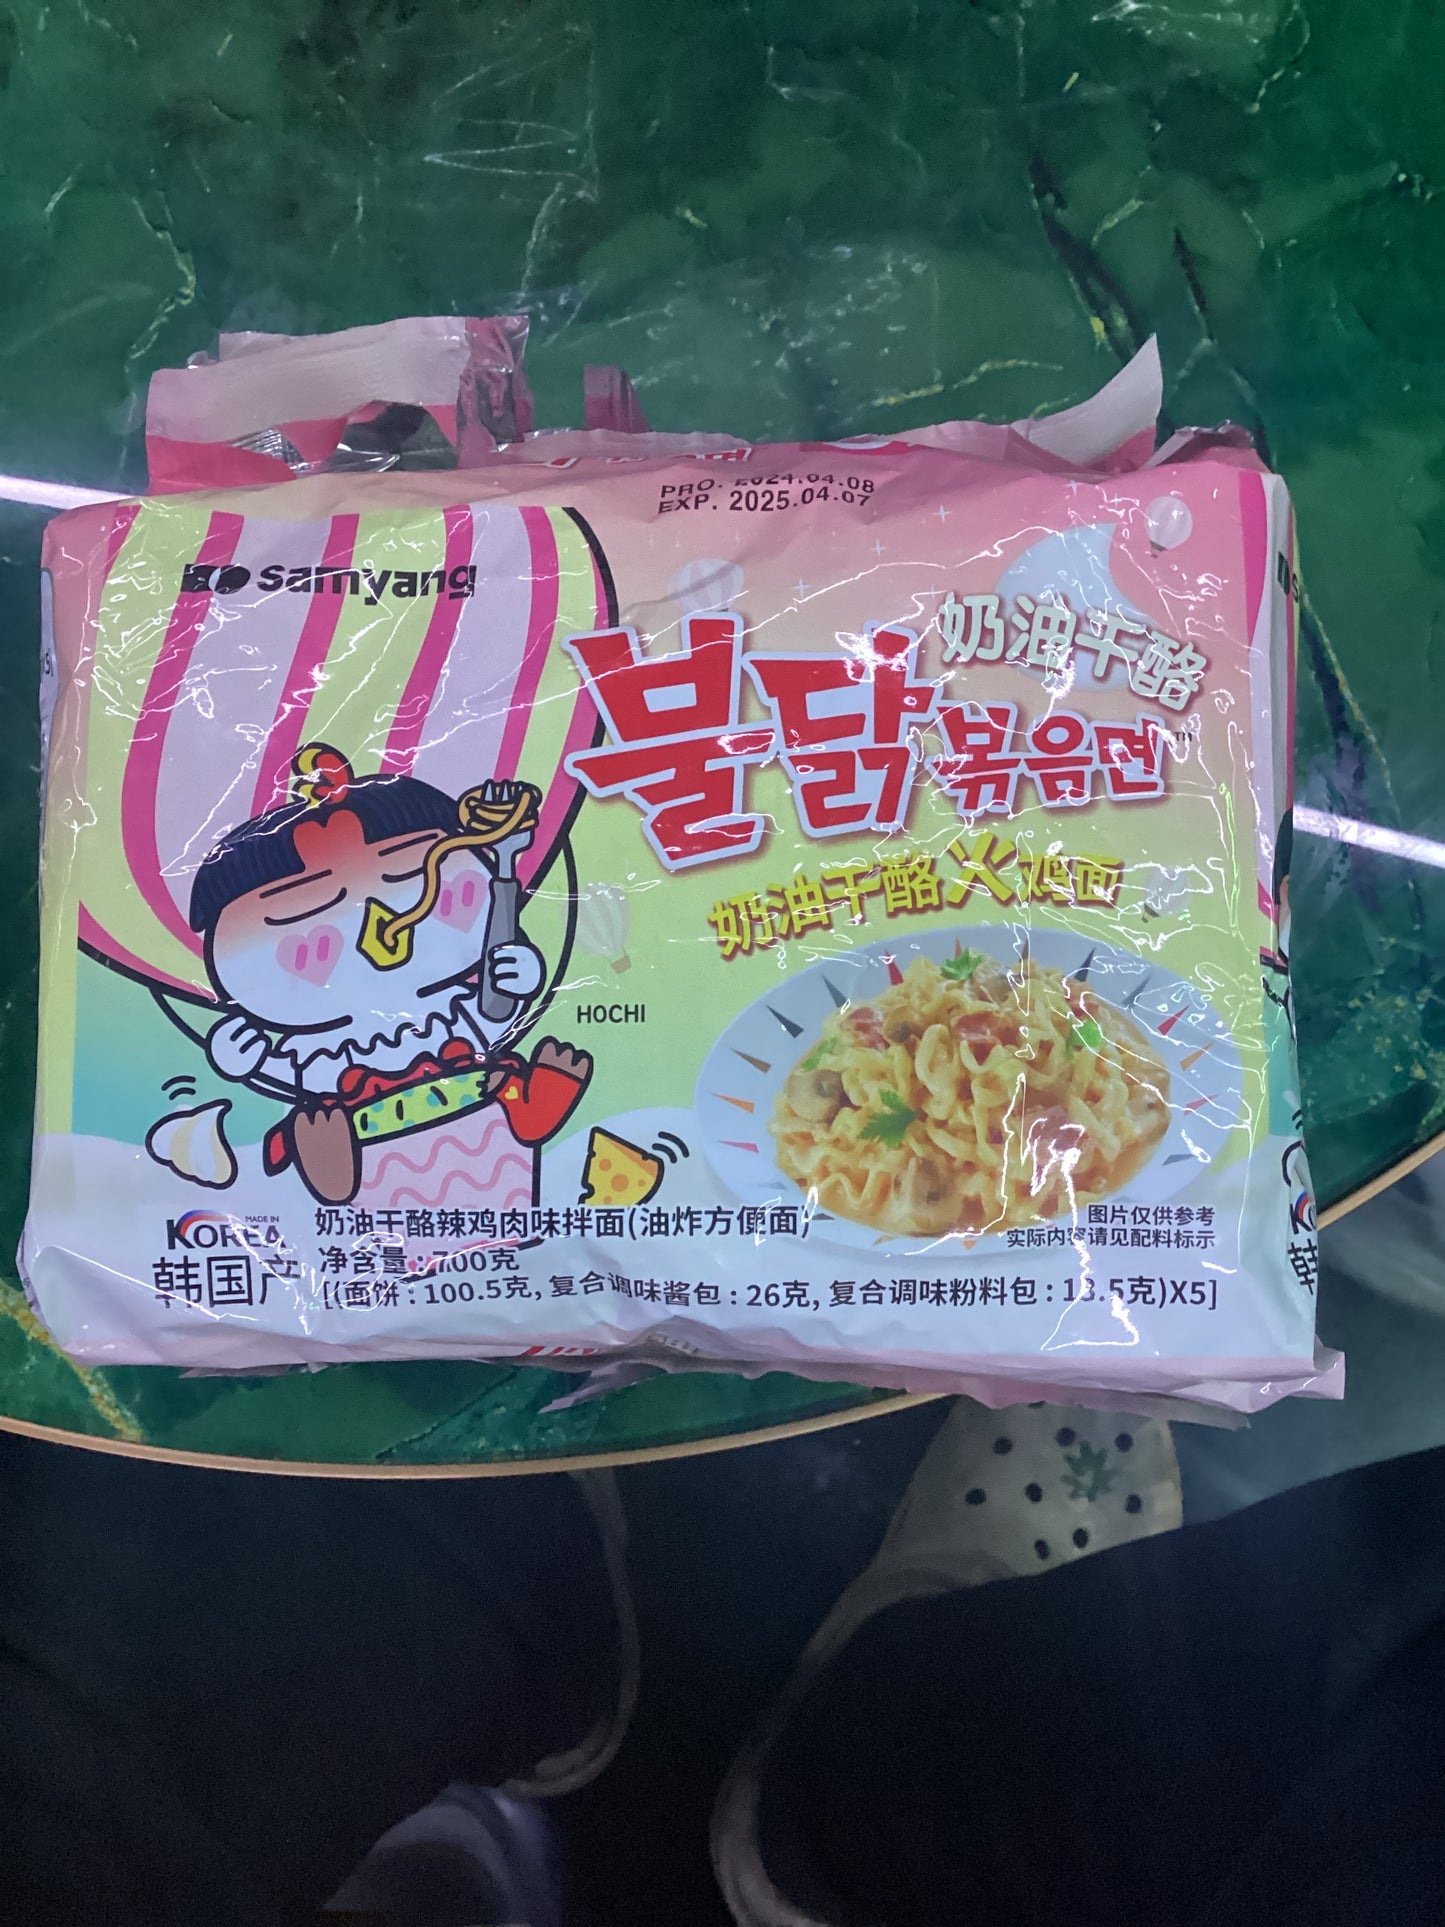 PRO. 2024.04.08
EXP. 2025.04.07
samyang
奶油干酪
불닭볶음면™
奶油干酪火鸡面
HOCHI
MADE IN
KOREA
韩国产
奶油干酪辣鸡肉味拌面(油炸方便面)
净含量:700克
[(面饼:100.5克,复合调味酱包:26克,复合调味粉料包:13.5克)X5]
图片仅供参考
实际内容请见配料标示